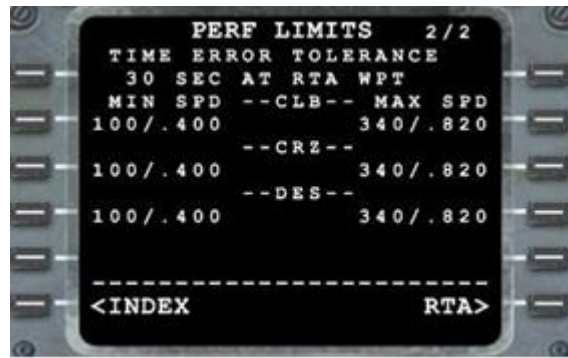 PERF LIMITS 2/2
TIME ERROR TOLERANCE
30 SEC AT RTA WPT
MIN SPD --CLB-- MAX SPD
100/.400 340/.820
--CRZ--
100/.400 340/.820
--DES--
100/.400 340/.820
--------------------------
<INDEX RTA>